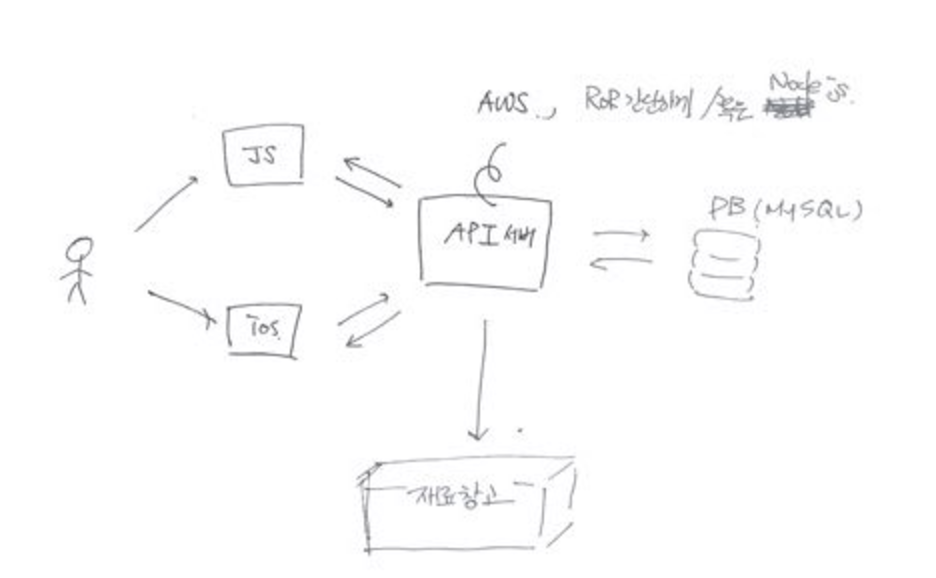 AWS., RoR 간단하게 / 혹은 Node js.
JS
API 서버
DB (MySQL)
ios.
재료창고